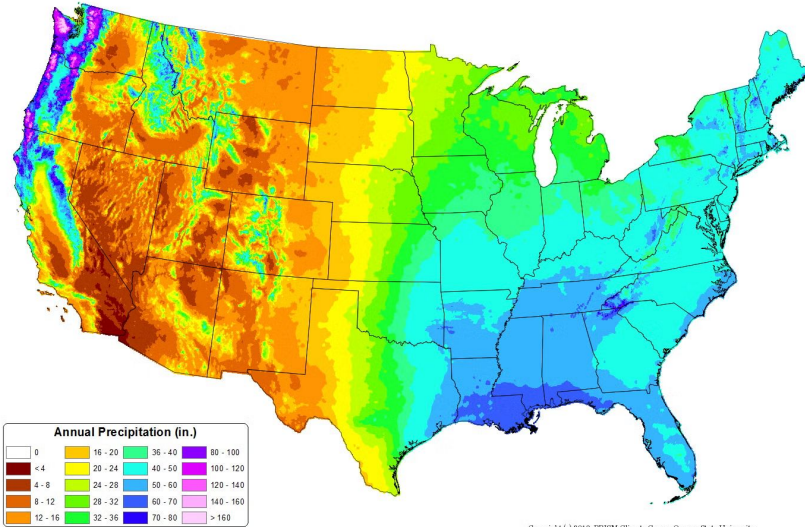 Annual Precipitation (in.)
0 16 - 20 36 - 40 80 - 100
< 4 20 - 24 40 - 50 100 - 120
4 - 8 24 - 28 50 - 60 120 - 140
8 - 12 28 - 32 60 - 70 140 - 160
12 - 16 32 - 36 70 - 80 > 160